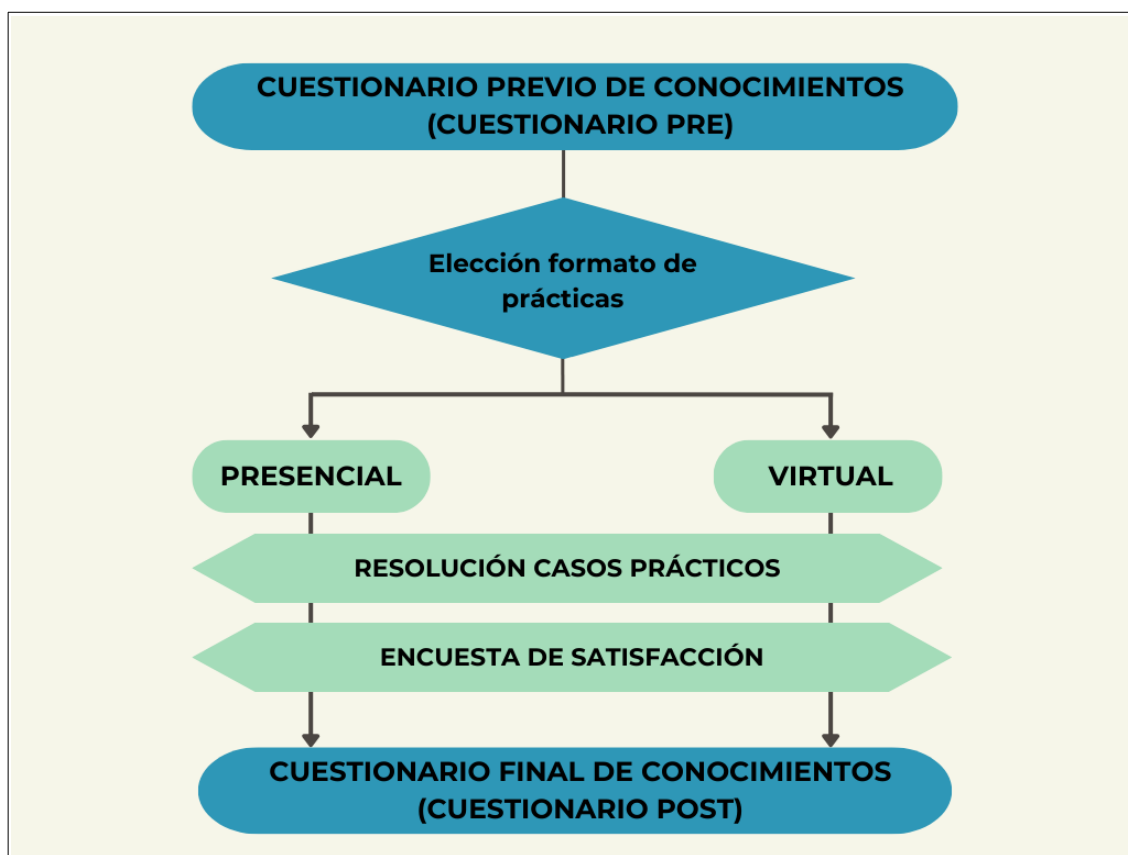 CUESTIONARIO PREVIO DE CONOCIMIENTOS
(CUESTIONARIO PRE)
Elección formato de
prácticas
PRESENCIAL
VIRTUAL
RESOLUCIÓN CASOS PRÁCTICOS
ENCUESTA DE SATISFACCIÓN
CUESTIONARIO FINAL DE CONOCIMIENTOS
(CUESTIONARIO POST)